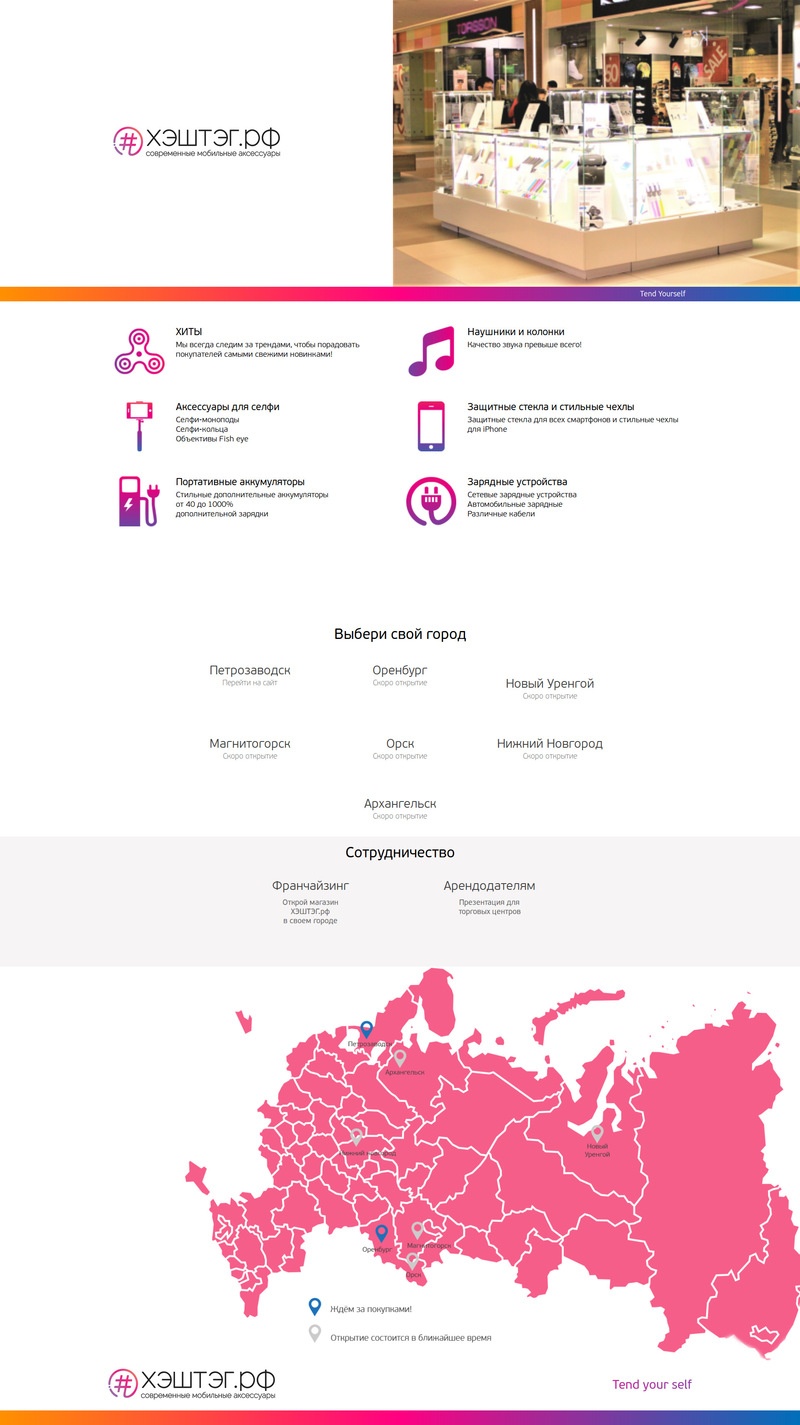 TORSSON
SALE
50
#ХЭШТЭГ.РФ
современные мобильные аксессуары
Tend Yourself
ХИТЫ
Мы всегда следим за трендами, чтобы порадовать
покупателей самыми свежими новинками!
Наушники и колонки
Качество звука превыше всего!
Аксессуары для селфи
Селфи-моноподы
Селфи-кольца
Объективы Fish eye
Защитные стекла и стильные чехлы
Защитные стекла для всех смартфонов и стильные чехлы
для iPhone
Портативные аккумуляторы
Стильные дополнительные аккумуляторы
от 40 до 1000%
дополнительной зарядки
Зарядные устройства
Сетевые зарядные устройства
Автомобильные зарядные
Различные кабели
Выбери свой город
Петрозаводск
Перейти на сайт
Оренбург
Скоро открытие
Новый Уренгой
Скоро открытие
Магнитогорск
Скоро открытие
Орск
Скоро открытие
Нижний Новгород
Скоро открытие
Архангельск
Скоро открытие
Сотрудничество
Франчайзинг
Открой магазин
ХЭШТЭГ.рф
в своем городе
Арендодателям
Презентация для
торговых центров
Петрозаводск
Архангельск
Нижний Новгород
Новый
Уренгой
Оренбург
Магнитогорск
Орск
Ждём за покупками!
Открытие состоится в ближайшее время
#ХЭШТЭГ.РФ
современные мобильные аксессуары
Tend your self